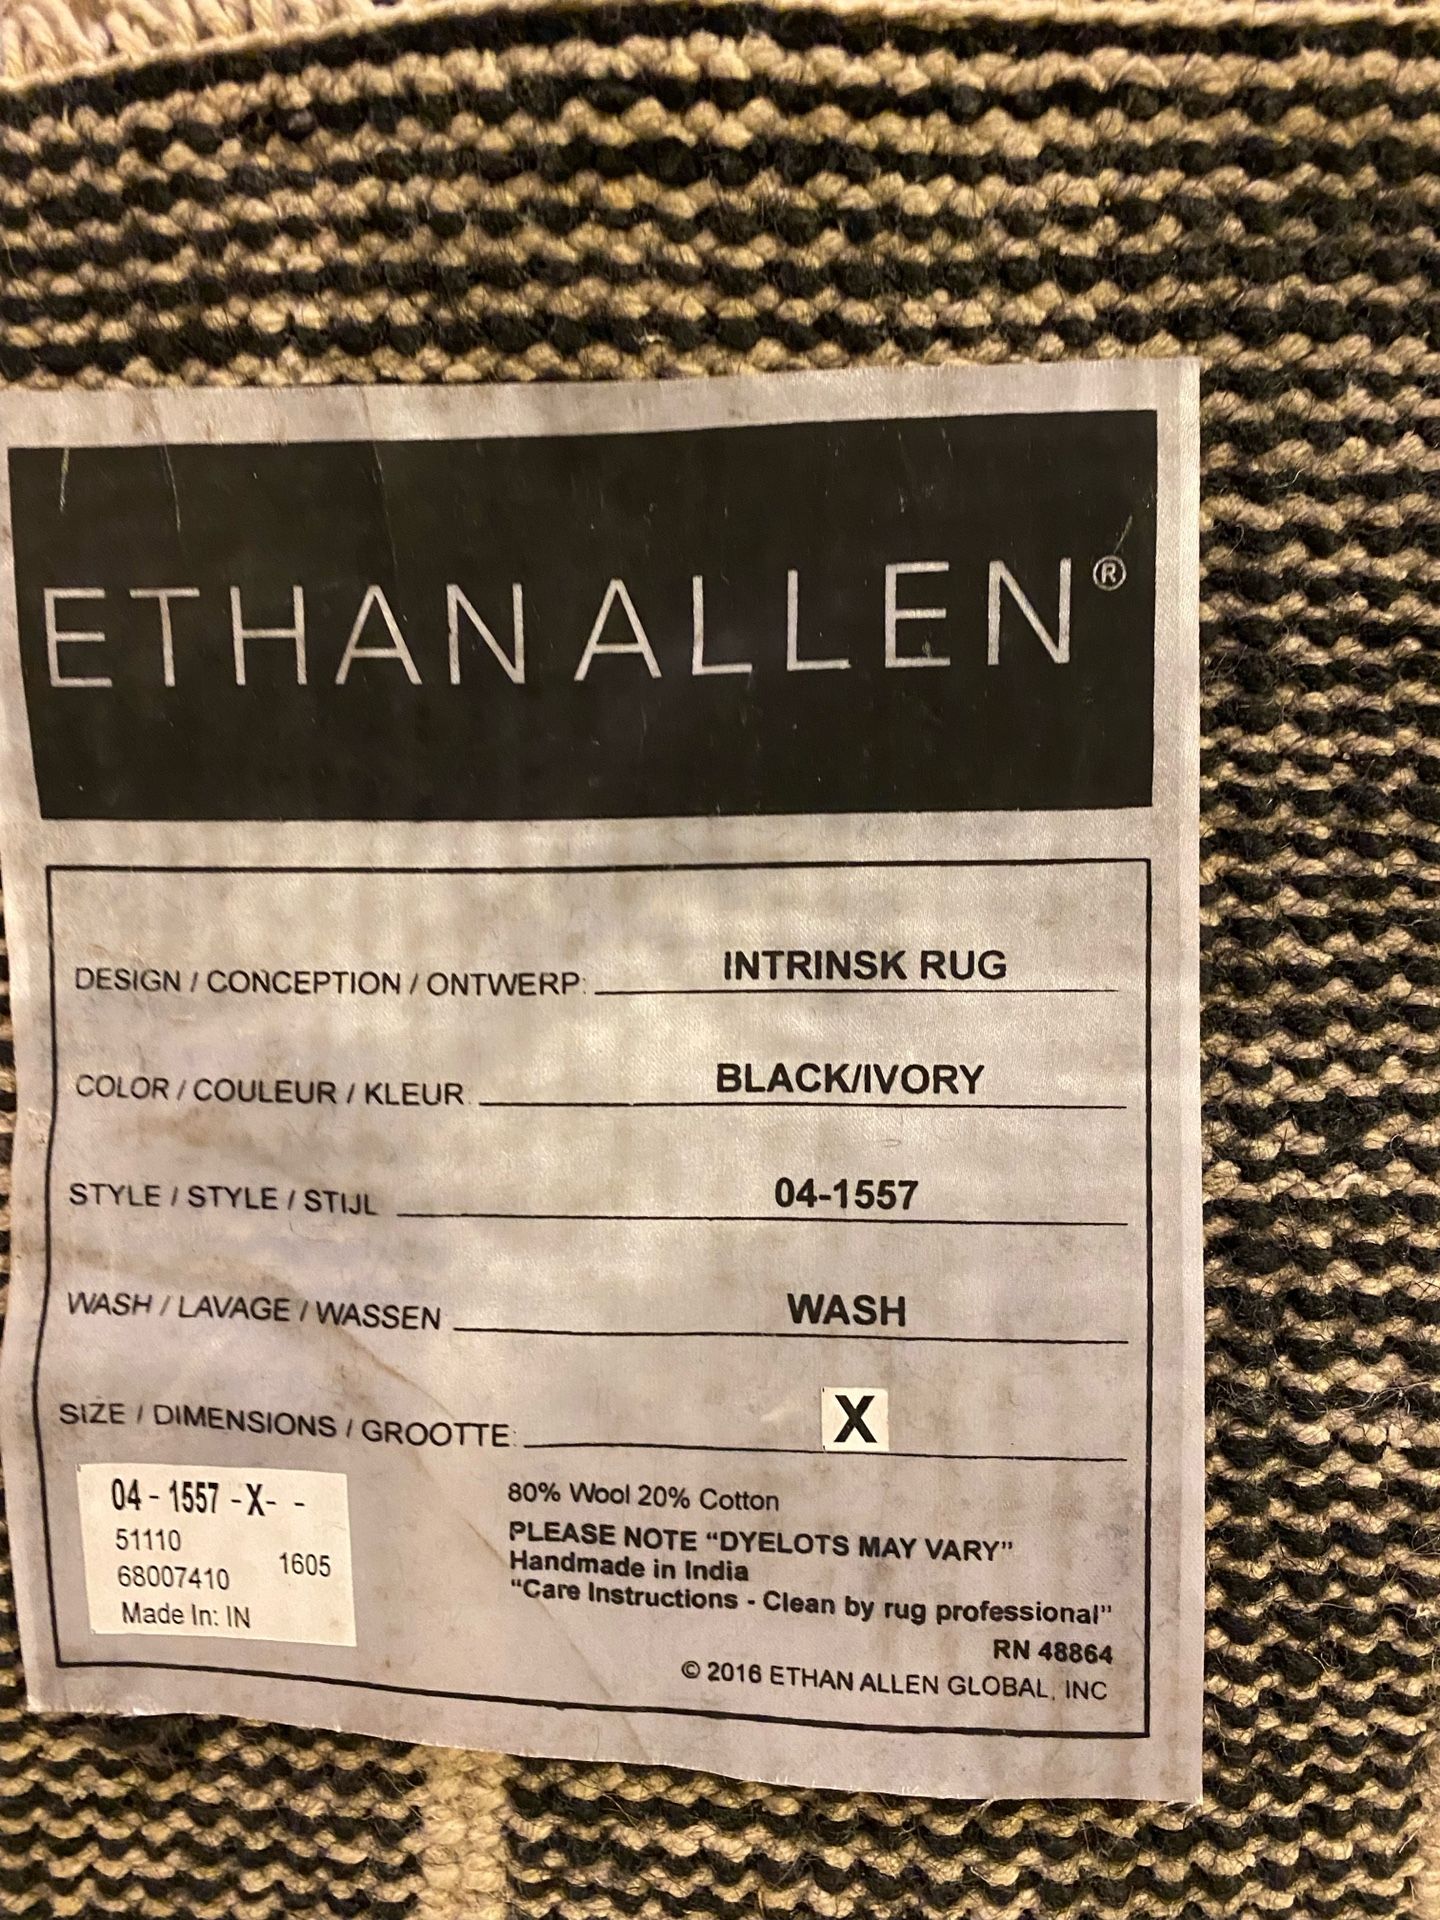 ETHAN ALLEN®
DESIGN / CONCEPTION / ONTWERP: INTRINSK RUG
COLOR / COULEUR / KLEUR BLACK/IVORY
STYLE / STYLE / STIJL 04-1557
WASH / LAVAGE / WASSEN WASH
SIZE / DIMENSIONS / GROOTTE: X
04 - 1557 - X- -
51110
68007410 1605
Made In: IN
80% Wool 20% Cotton
PLEASE NOTE “DYELOTS MAY VARY”
Handmade in India
“Care Instructions - Clean by rug professional”
RN 48864
© 2016 ETHAN ALLEN GLOBAL, INC